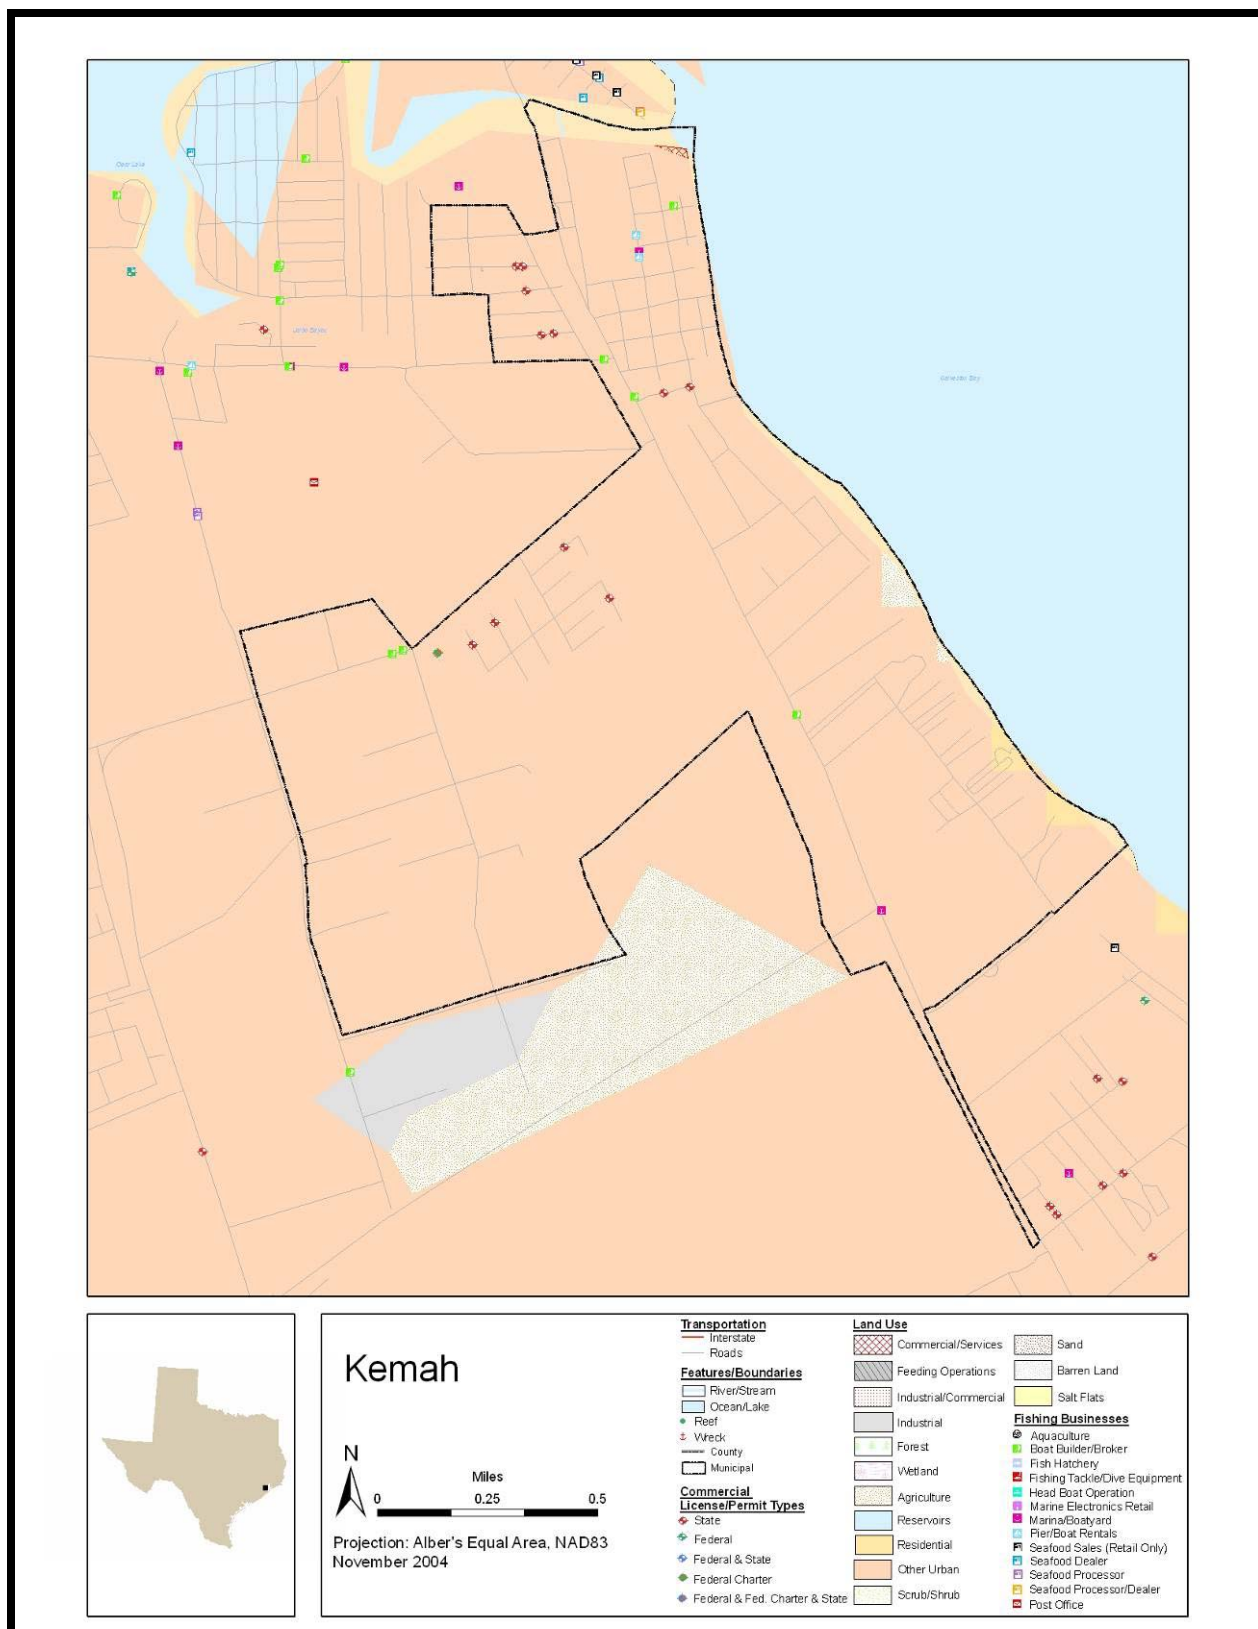 Clear Lake
Galveston Bay
Kemah
N
Miles
0 0.25 0.5
Projection: Alber's Equal Area, NAD83
November 2004
Transportation
Interstate
Roads
Features/Boundaries
River/Stream
Ocean/Lake
Reef
Wreck
County
Municipal
Commercial
License/Permit Types
State
Federal
Federal & State
Federal Charter
Federal & Fed. Charter & State
Land Use
Commercial/Services
Feeding Operations
Industrial/Commercial
Industrial
Forest
Wetland
Agriculture
Reservoirs
Residential
Other Urban
Scrub/Shrub
Sand
Barren Land
Salt Flats
Fishing Businesses
Aquaculture
Boat Builder/Broker
Fish Hatchery
Fishing Tackle/Dive Equipment
Head Boat Operation
Marine Electronics Retail
Marina/Boatyard
Pier/Boat Rentals
Seafood Sales (Retail Only)
Seafood Dealer
Seafood Processor
Seafood Processor/Dealer
Post Office